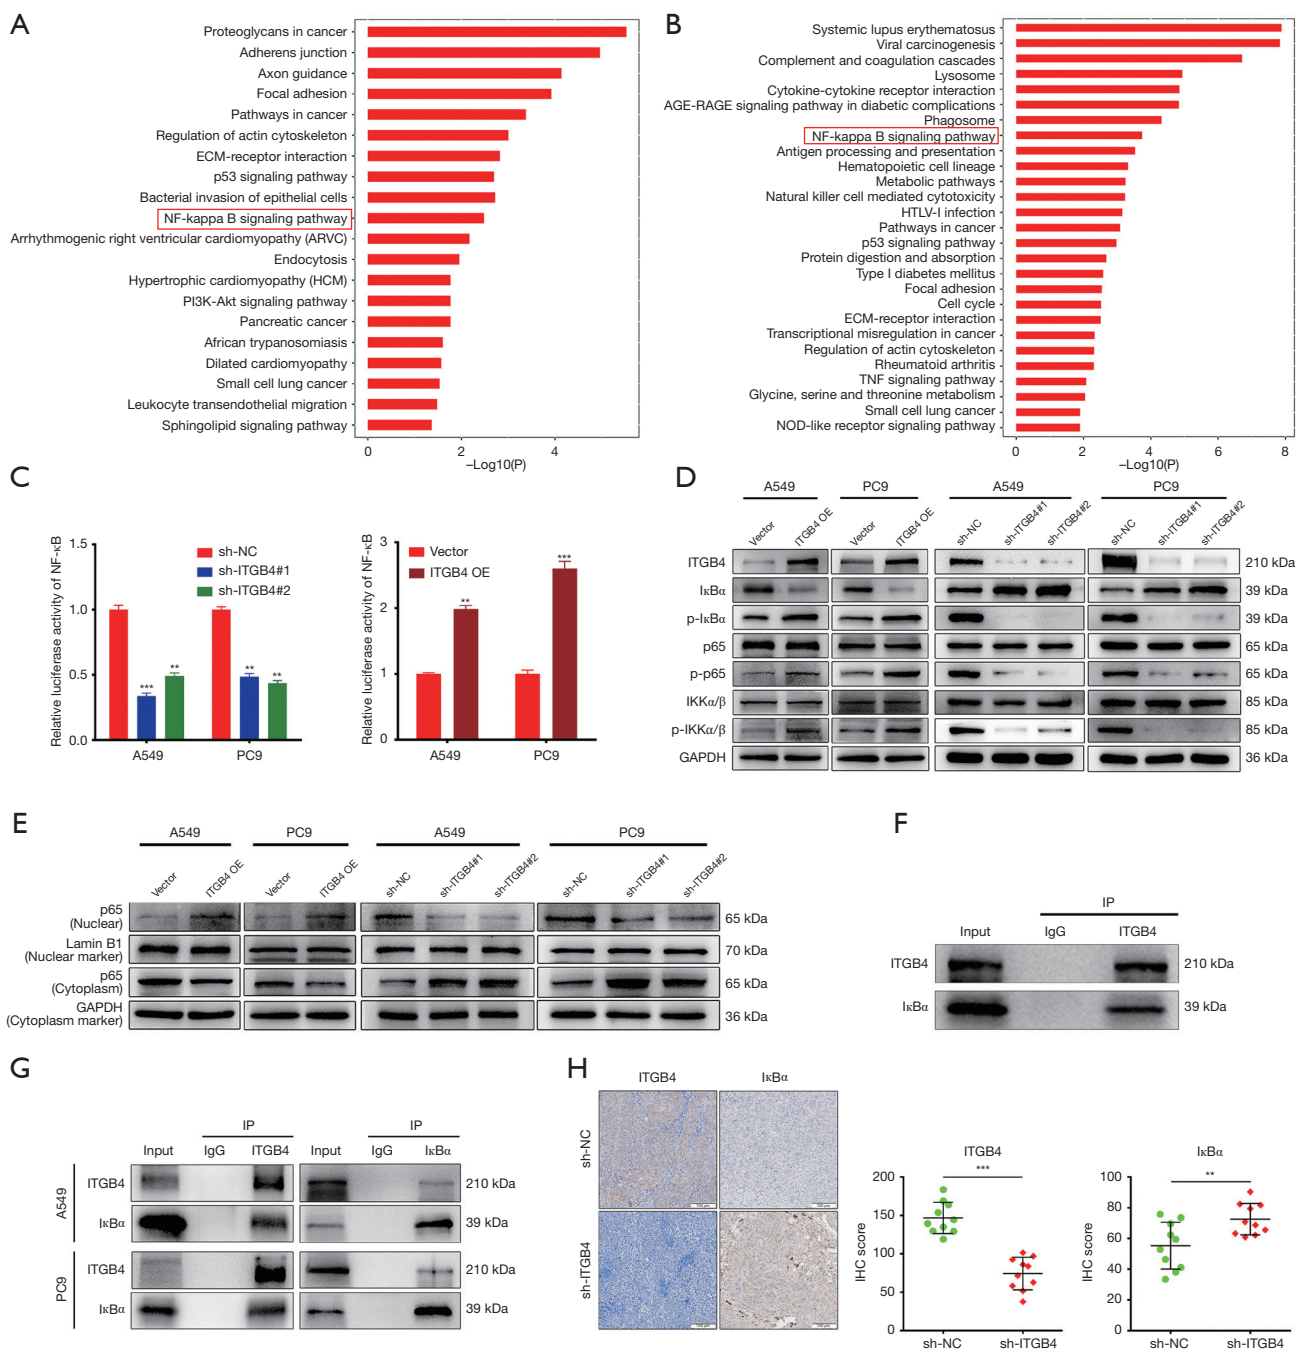 A
Proteoglycans in cancer
Adherens junction
Axon guidance
Focal adhesion
Pathways in cancer
Regulation of actin cytoskeleton
ECM-receptor interaction
p53 signaling pathway
Bacterial invasion of epithelial cells
NF-kappa B signaling pathway
Arrhythmogenic right ventricular cardiomyopathy (ARVC)
Endocytosis
Hypertrophic cardiomyopathy (HCM)
PI3K-Akt signaling pathway
Pancreatic cancer
African trypanosomiasis
Dilated cardiomyopathy
Small cell lung cancer
Leukocyte transendothelial migration
Sphingolipid signaling pathway
0 2 4
–Log10(P)
B
Systemic lupus erythematosus
Viral carcinogenesis
Complement and coagulation cascades
Lysosome
Cytokine-cytokine receptor interaction
AGE-RAGE signaling pathway in diabetic complications
Phagosome
NF-kappa B signaling pathway
Antigen processing and presentation
Hematopoietic cell lineage
Metabolic pathways
Natural killer cell mediated cytotoxicity
HTLV-I infection
Pathways in cancer
p53 signaling pathway
Protein digestion and absorption
Type I diabetes mellitus
Focal adhesion
Cell cycle
ECM-receptor interaction
Transcriptional misregulation in cancer
Regulation of actin cytoskeleton
Rheumatoid arthritis
TNF signaling pathway
Glycine, serine and threonine metabolism
Small cell lung cancer
NOD-like receptor signaling pathway
0 2 4 6 8
–Log10(P)
C
Relative luciferase activity of NF-κB
1.5
1.0
0.5
0.0
sh-NC
sh-ITGB4#1
sh-ITGB4#2
*** ** ** **
A549 PC9
Relative luciferase activity of NF-κB
3
2
1
0
Vector
ITGB4 OE
** ***
A549 PC9
D
A549 PC9 A549 PC9
Vector ITGB4 OE Vector ITGB4 OE sh-NC sh-ITGB4#1 sh-ITGB4#2 sh-NC sh-ITGB4#1 sh-ITGB4#2
ITGB4 210 kDa
IκBα 39 kDa
p-IκBα 39 kDa
p65 65 kDa
p-p65 65 kDa
IKKα/β 85 kDa
p-IKKα/β 85 kDa
GAPDH 36 kDa
E
A549 PC9 A549 PC9
Vector ITGB4 OE Vector ITGB4 OE sh-NC sh-ITGB4#1 sh-ITGB4#2 sh-NC sh-ITGB4#1 sh-ITGB4#2
p65
(Nuclear) 65 kDa
Lamin B1
(Nuclear marker) 70 kDa
p65
(Cytoplasm) 65 kDa
GAPDH
(Cytoplasm marker) 36 kDa
F
IP
Input IgG ITGB4
ITGB4 210 kDa
IκBα 39 kDa
G
IP IP
Input IgG ITGB4 Input IgG IκBα
A549
ITGB4 210 kDa
IκBα 39 kDa
PC9
ITGB4 210 kDa
IκBα 39 kDa
H
ITGB4 IκBα
sh-NC
sh-ITGB4
ITGB4
***
IHC score
200
150
100
50
0
sh-NC sh-ITGB4
IκBα
**
IHC score
100
80
60
40
20
0
sh-NC sh-ITGB4